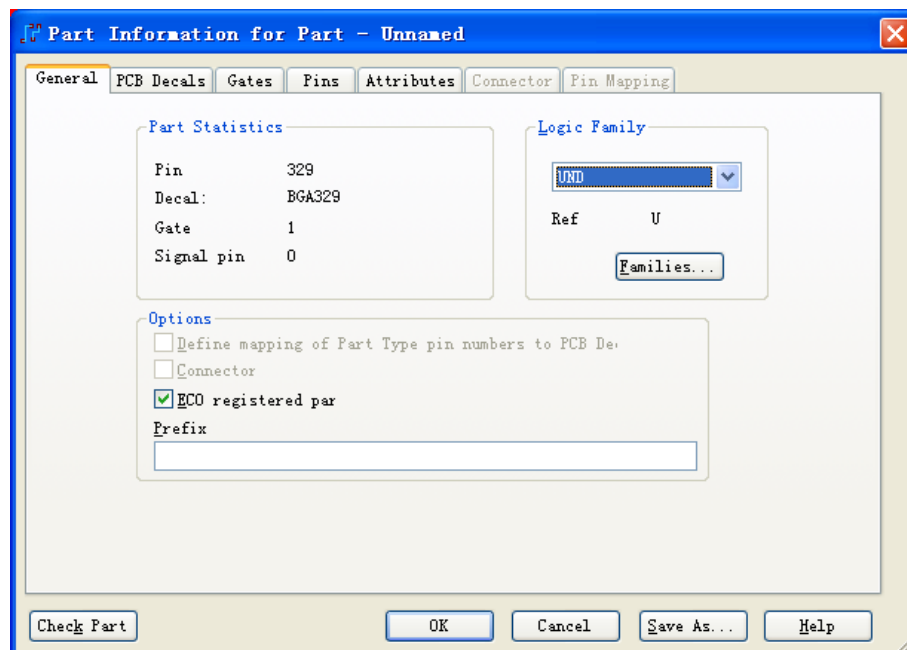 Part Information for Part - Unnamed
General PCB Decals Gates Pins Attributes Connector Pin Mapping
Part Statistics
Pin 329
Decal: BGA329
Gate 1
Signal pin 0
Logic Family
UND
Ref U
Families...
Options
Define mapping of Part Type pin numbers to PCB De
Connector
ECO registered par
Prefix
Check Part OK Cancel Save As... Help